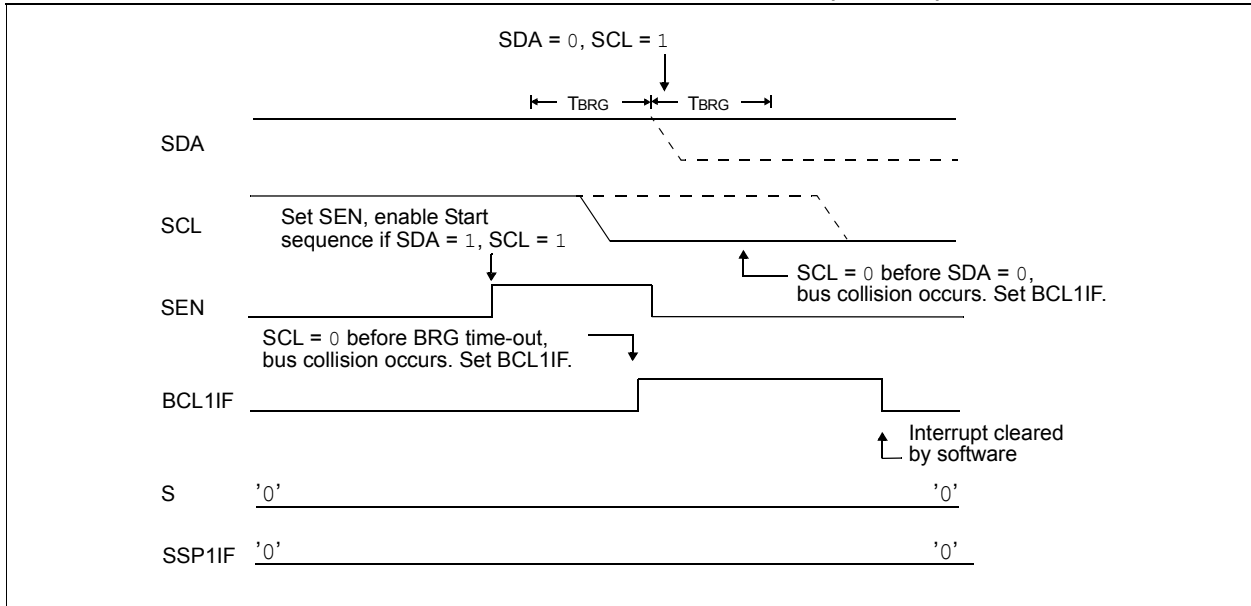 SDA = 0, SCL = 1
TBRG TBRG
SDA
SCL
Set SEN, enable Start
sequence if SDA = 1, SCL = 1
SCL = 0 before SDA = 0,
bus collision occurs. Set BCL1IF.
SEN
SCL = 0 before BRG time-out,
bus collision occurs. Set BCL1IF.
BCL1IF
Interrupt cleared
by software
S '0' '0'
SSP1IF '0' '0'